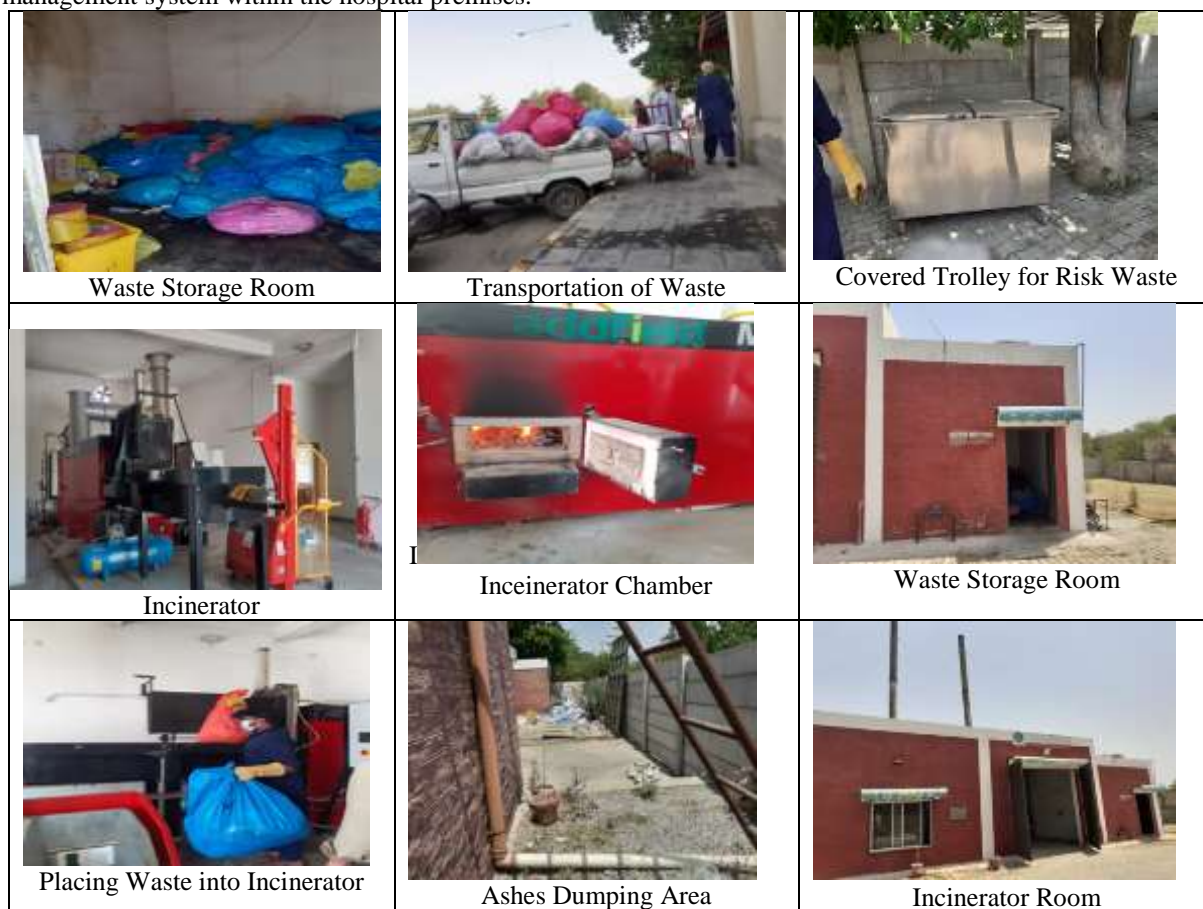 management system within the hospital premises.
Waste Storage Room
Transportation of Waste
Covered Trolley for Risk Waste
Incinerator
I
Inceinerator Chamber
Waste Storage Room
Placing Waste into Incinerator
Ashes Dumping Area
Incinerator Room